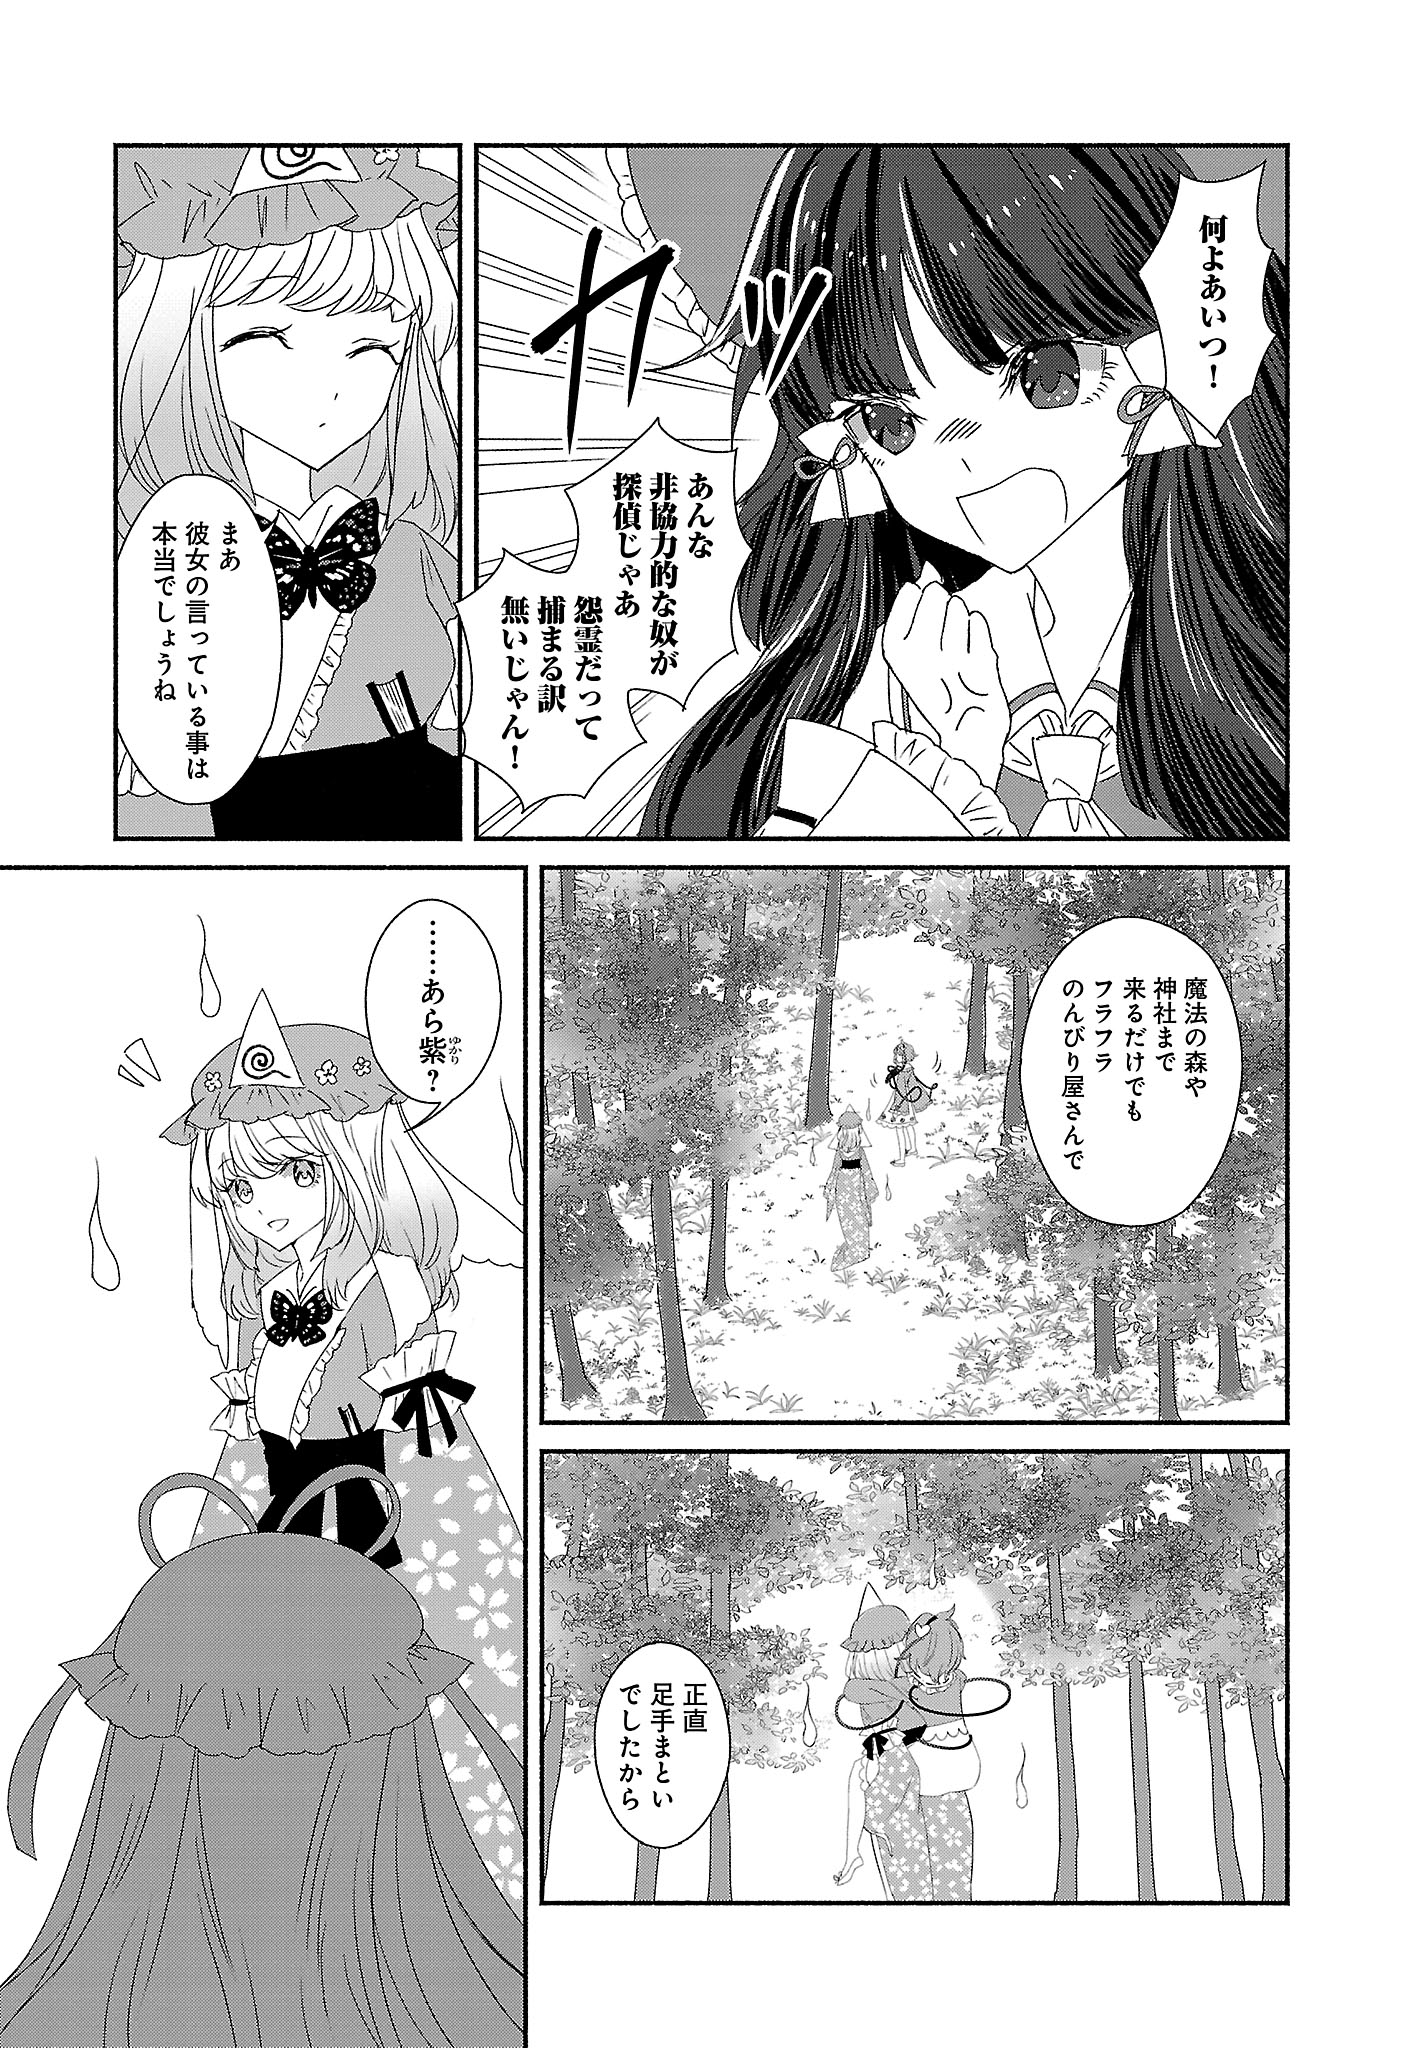 何よあいつ！
ガッ
あんな
非協力的な奴が
探偵じゃあ
怨霊だって
捕まる訳
無いじゃん！
まあ
彼女の言っている事は
本当でしょうね
魔法の森や
神社まで
来るだけでも
フラフラ
のんびり屋さんで
正直
足手まとい
でしたから
……あら紫？
ゆかり